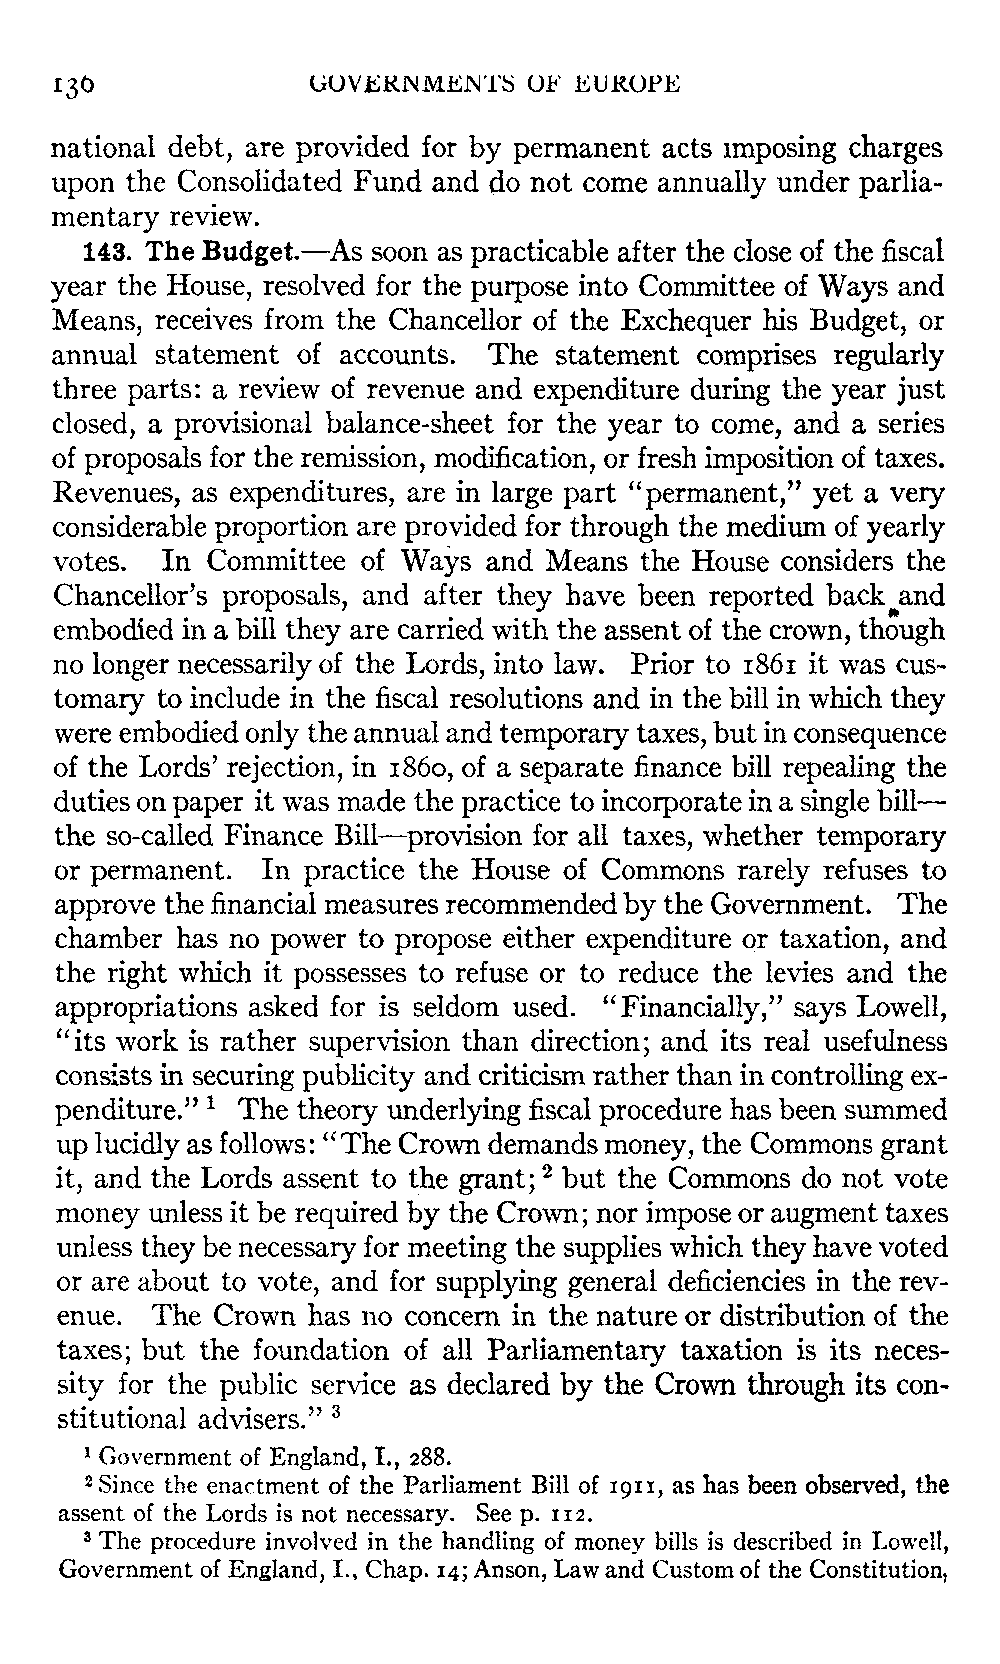 136 GOVERNMENTS OF EUROPE
national debt, are provided for by permanent acts imposing charges
upon the Consolidated Fund and do not come annually under parlia-
mentary review.
143. The Budget.—As soon as practicable after the close of the fiscal
year the House, resolved for the purpose into Committee of Ways and
Means, receives from the Chancellor of the Exchequer his Budget, or
annual statement of accounts. The statement comprises regularly
three parts: a review of revenue and expenditure during the year just
closed, a provisional balance-sheet for the year to come, and a series
of proposals for the remission, modification, or fresh imposition of taxes.
Revenues, as expenditures, are in large part “permanent,” yet a very
considerable proportion are provided for through the medium of yearly
votes. In Committee of Ways and Means the House considers the
Chancellor’s proposals, and after they have been reported back and
embodied in a bill they are carried with the assent of the crown, though
no longer necessarily of the Lords, into law. Prior to 1861 it was cus-
tomary to include in the fiscal resolutions and in the bill in which they
were embodied only the annual and temporary taxes, but in consequence
of the Lords’ rejection, in 1860, of a separate finance bill repealing the
duties on paper it was made the practice to incorporate in a single bill—
the so-called Finance Bill—provision for all taxes, whether temporary
or permanent. In practice the House of Commons rarely refuses to
approve the financial measures recommended by the Government. The
chamber has no power to propose either expenditure or taxation, and
the right which it possesses to refuse or to reduce the levies and the
appropriations asked for is seldom used. “Financially,” says Lowell,
“its work is rather supervision than direction; and its real usefulness
consists in securing publicity and criticism rather than in controlling ex-
penditure.” ¹ The theory underlying fiscal procedure has been summed
up lucidly as follows: “The Crown demands money, the Commons grant
it, and the Lords assent to the grant; ² but the Commons do not vote
money unless it be required by the Crown; nor impose or augment taxes
unless they be necessary for meeting the supplies which they have voted
or are about to vote, and for supplying general deficiencies in the rev-
enue. The Crown has no concern in the nature or distribution of the
taxes; but the foundation of all Parliamentary taxation is its neces-
sity for the public service as declared by the Crown through its con-
stitutional advisers.” ³
¹ Government of England, I., 288.
² Since the enactment of the Parliament Bill of 1911, as has been observed, the
assent of the Lords is not necessary. See p. 112.
³ The procedure involved in the handling of money bills is described in Lowell,
Government of England, I., Chap. 14; Anson, Law and Custom of the Constitution,